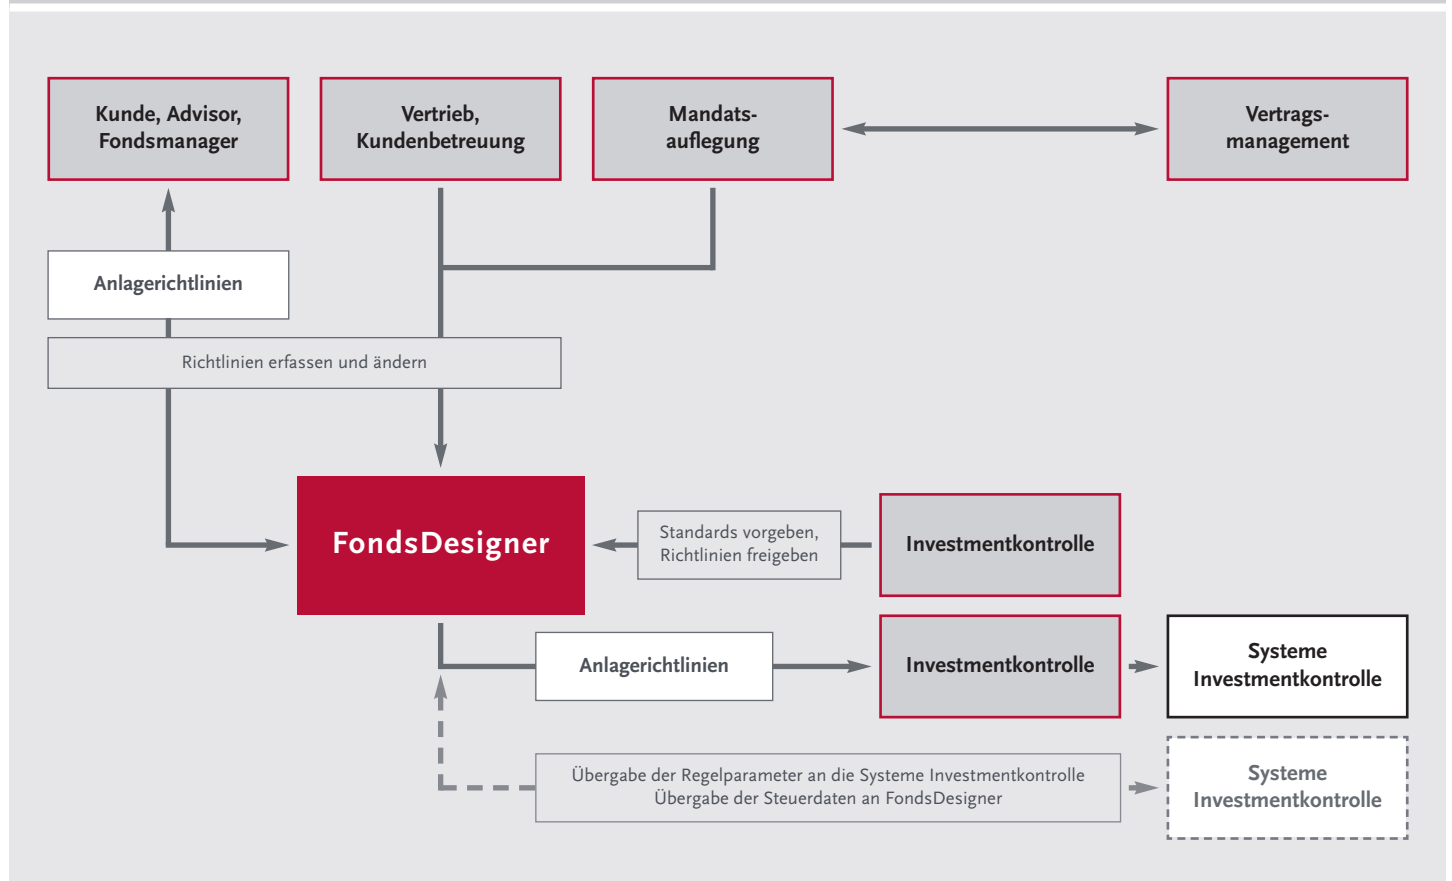 Kunde, Advisor,
Fondsmanager
Vertrieb,
Kundenbetreuung
Mandats-
auflegung
Vertrags-
management
Anlagerichtlinien
Richtlinien erfassen und ändern
FondsDesigner
Standards vorgeben,
Richtlinien freigeben
Investmentkontrolle
Anlagerichtlinien
Investmentkontrolle
Systeme
Investmentkontrolle
Übergabe der Regelparameter an die Systeme Investmentkontrolle
Übergabe der Steuerdaten an FondsDesigner
Systeme
Investmentkontrolle